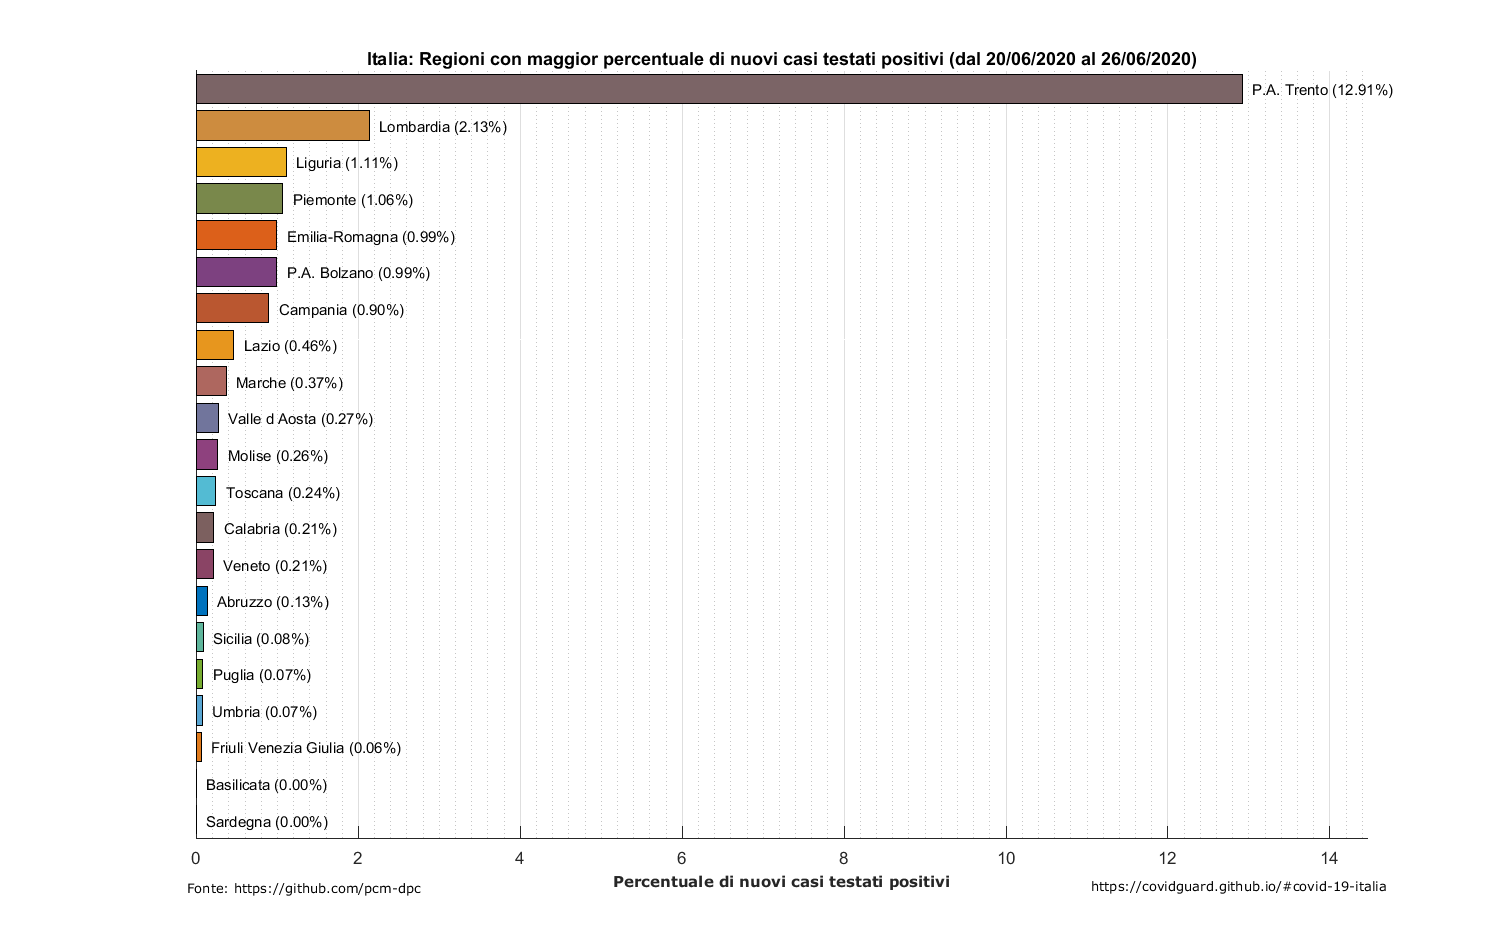 Italia: Regioni con maggior percentuale di nuovi casi testati positivi (dal 20/06/2020 al 26/06/2020)
P.A. Trento (12.91%)
Lombardia (2.13%)
Liguria (1.11%)
Piemonte (1.06%)
Emilia-Romagna (0.99%)
P.A. Bolzano (0.99%)
Campania (0.90%)
Lazio (0.46%)
Marche (0.37%)
Valle d Aosta (0.27%)
Molise (0.26%)
Toscana (0.24%)
Calabria (0.21%)
Veneto (0.21%)
Abruzzo (0.13%)
Sicilia (0.08%)
Puglia (0.07%)
Umbria (0.07%)
Friuli Venezia Giulia (0.06%)
Basilicata (0.00%)
Sardegna (0.00%)
0 2 4 6 8 10 12 14
Percentuale di nuovi casi testati positivi
Fonte: https://github.com/pcm-dpc
https://covidguard.github.io/#covid-19-italia